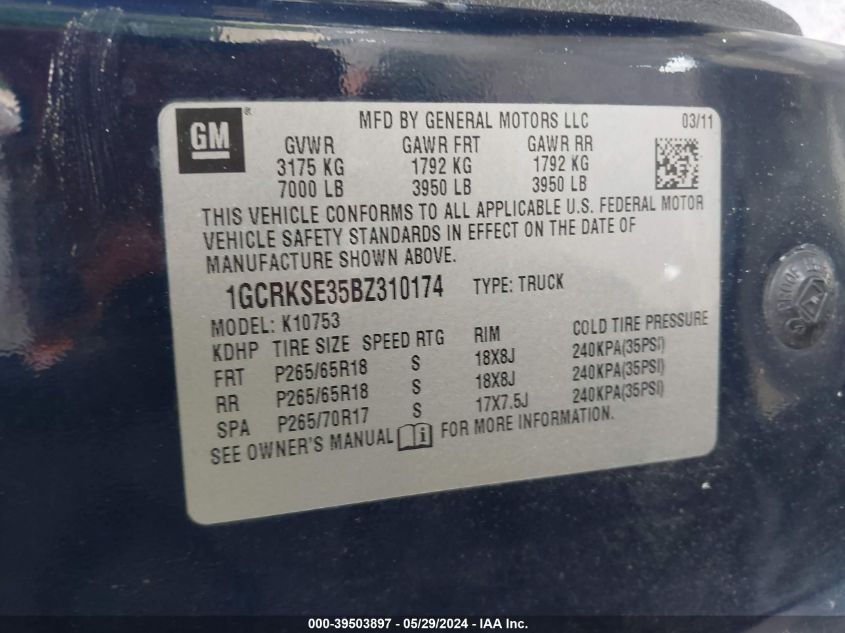 GM ® MFD BY GENERAL MOTORS LLC 03/11
GVWR GAWR FRT GAWR RR
3175 KG 1792 KG 1792 KG
7000 LB 3950 LB 3950 LB
THIS VEHICLE CONFORMS TO ALL APPLICABLE U.S. FEDERAL MOTOR
VEHICLE SAFETY STANDARDS IN EFFECT ON THE DATE OF
MANUFACTURE SHOWN ABOVE.
1GCRKSE35BZ310174 TYPE: TRUCK
MODEL: K10753
KDHP TIRE SIZE SPEED RTG RIM COLD TIRE PRESSURE
FRT P265/65R18 S 18X8J 240KPA(35PSI)
RR P265/65R18 S 18X8J 240KPA(35PSI)
SPA P265/70R17 S 17X7.5J 240KPA(35PSI)
SEE OWNER'S MANUAL i FOR MORE INFORMATION.
000-39503897 - 05/29/2024 - IAA Inc.